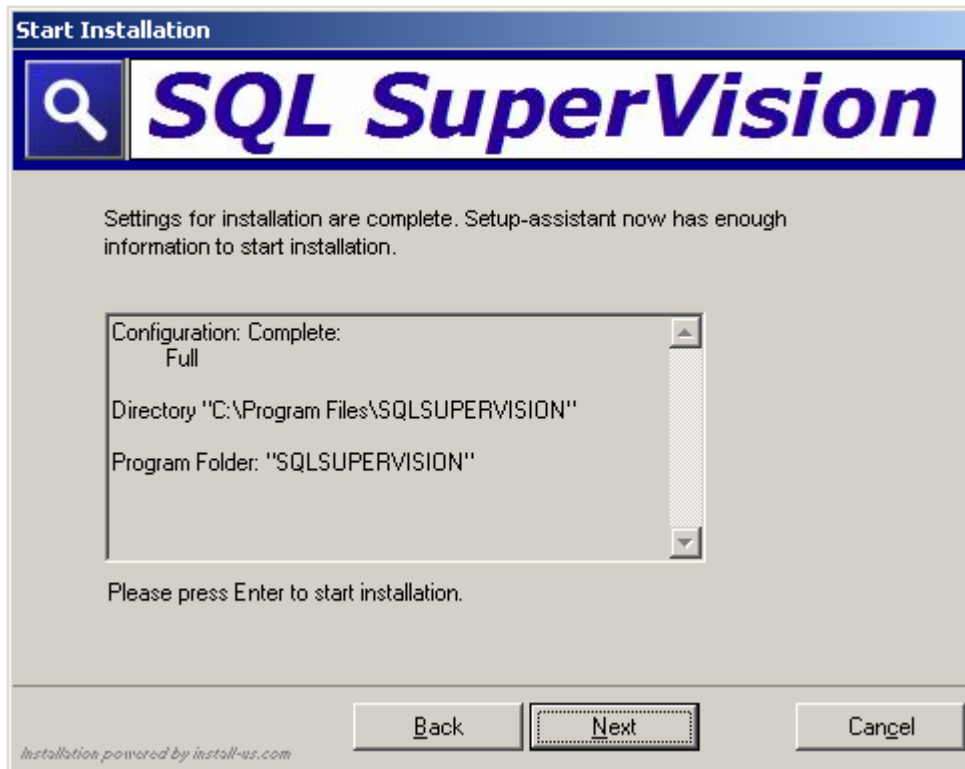 Start Installation
SQL SuperVision
Settings for installation are complete. Setup-assistant now has enough
information to start installation.
Configuration: Complete:
Full
Directory "C:\Program Files\SQLSUPERVISION"
Program Folder: "SQLSUPERVISION"
Please press Enter to start installation.
Back Next Cancel
Installation powered by install-us.com